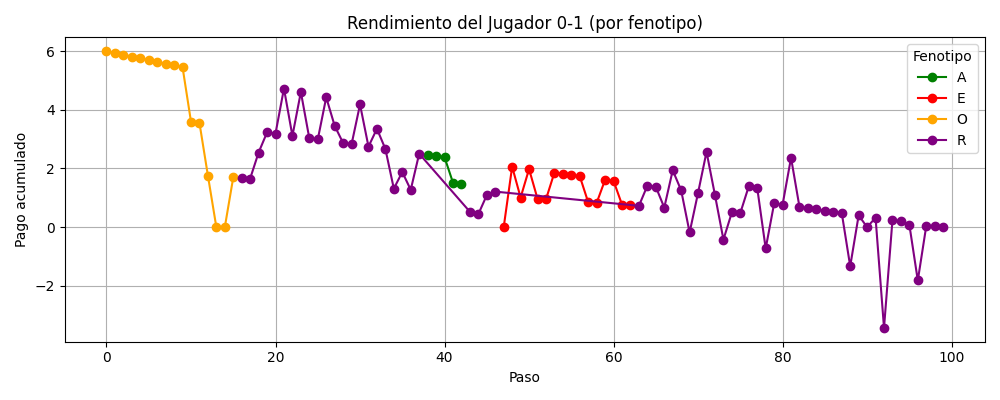 Rendimiento del Jugador 0-1 (por fenotipo)
Pago acumulado
6
4
2
0
−2
Fenotipo
A
E
O
R
0 20 40 60 80 100
Paso